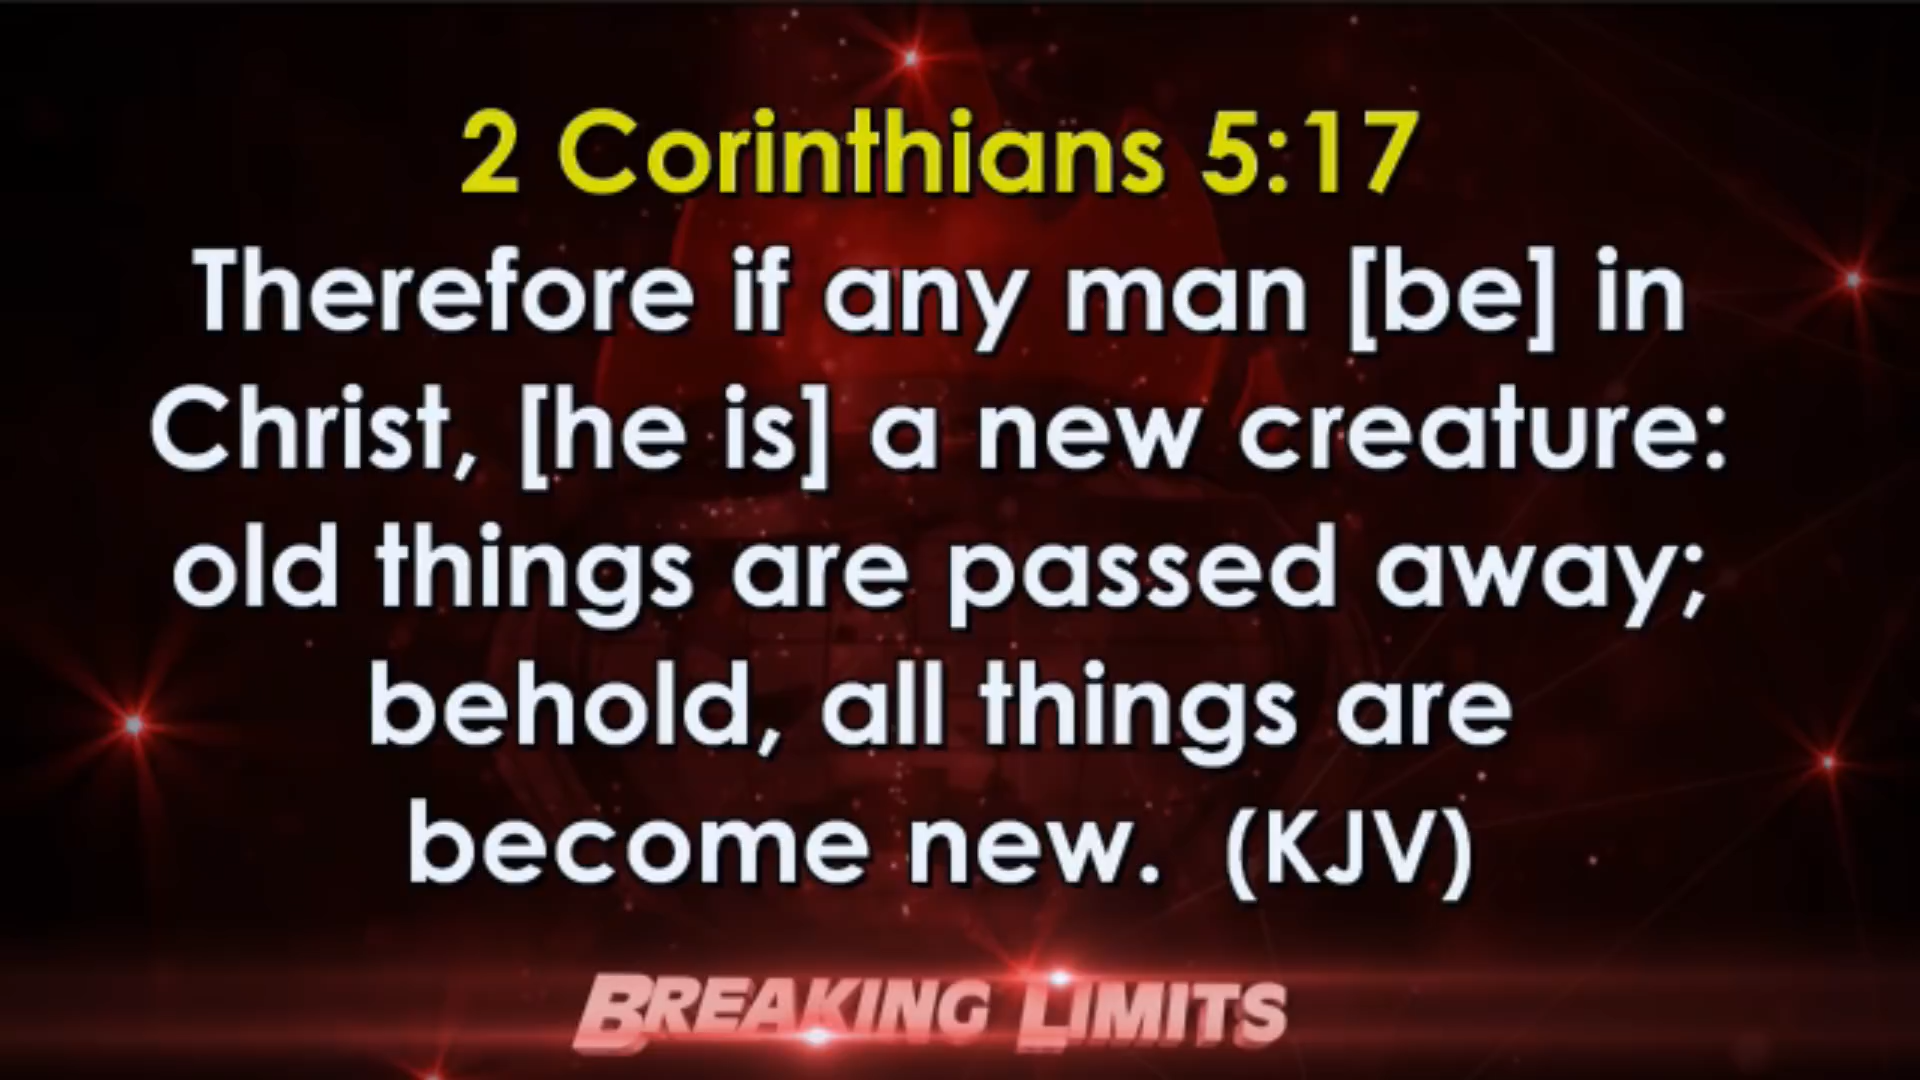 2 Corinthians 5:17
Therefore if any man [be] in
Christ, [he is] a new creature:
old things are passed away;
behold, all things are
become new.  (KJV)
BREAKING LIMITS